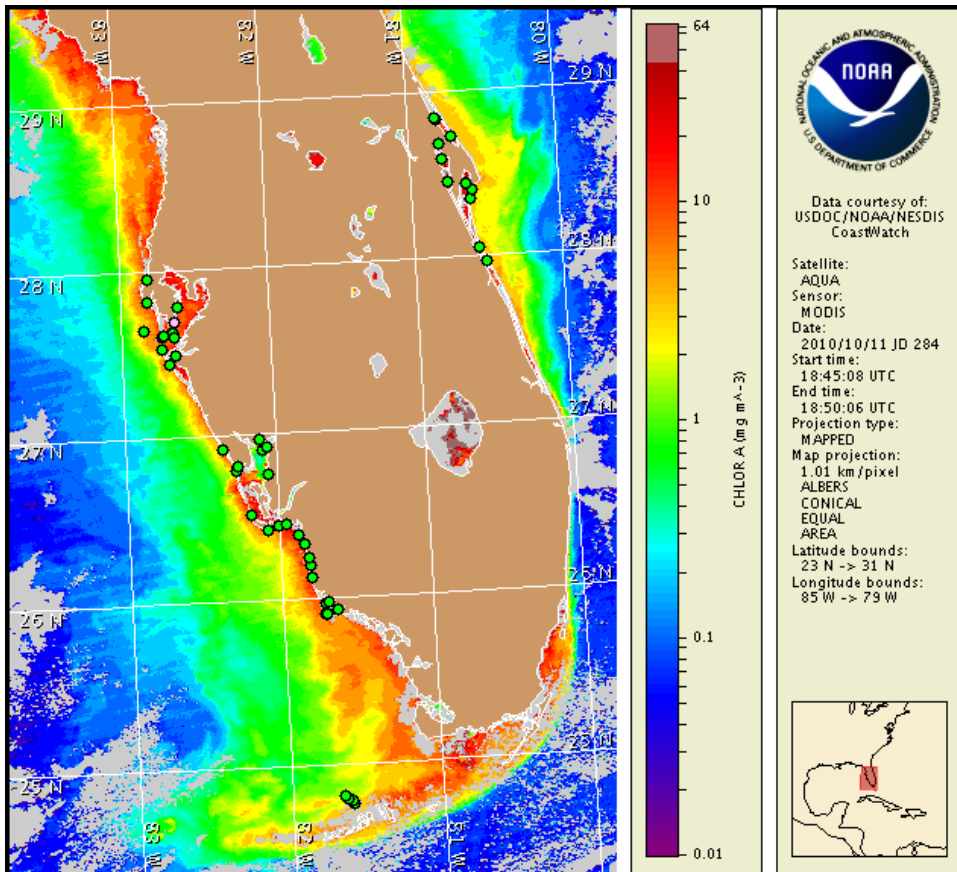 83 W
82 W
81 W
80 W
29 N
29 N
28 N
28 N
27 N
27 N
26 N
26 N
25 N
25 N
83 W
82 W
81 W
64
10
1
0.1
0.01
CHLOR A (mg m^-3)
NATIONAL OCEANIC AND ATMOSPHERIC ADMINISTRATION
NOAA
U.S. DEPARTMENT OF COMMERCE
Data courtesy of:
USDOC/NOAA/NESDIS
CoastWatch
Satellite:
AQUA
Sensor:
MODIS
Date:
2010/10/11 JD 284
Start time:
18:45:08 UTC
End time:
18:50:06 UTC
Projection type:
MAPPED
Map projection:
1.01 km/pixel
ALBERS
CONICAL
EQUAL
AREA
Latitude bounds:
23 N -> 31 N
Longitude bounds:
85 W -> 79 W